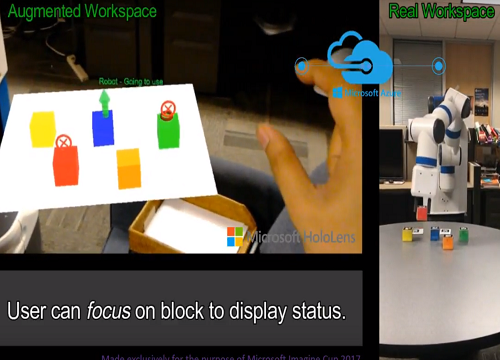 Augmented Workspace
Real Workspace
Robot - Going to use
Microsoft Azure
Microsoft HoloLens
User can focus on block to display status.
Made exclusively for the purpose of Microsoft Imagine Cup 2017